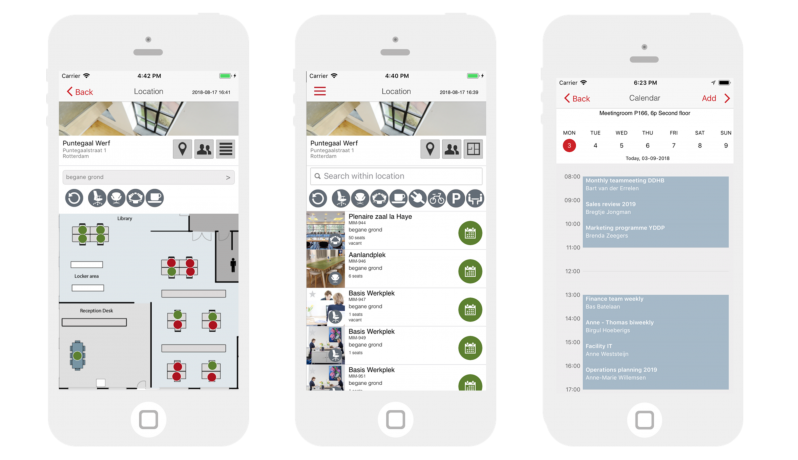 Carrier
4:42 PM
Back
Location
2018-08-17 16:41
Puntegaal Werf
Puntegaalstraat 1
Rotterdam
begane grond >
Library
Locker area
Reception Desk
Carrier
4:40 PM
Location
2018-08-17 16:39
Puntegaal Werf
Puntegaalstraat 1
Rotterdam
Search within location
P
Plenaire zaal la Haye
MIM-944
begane grond
50 seats
vacant
Aanlandplek
MIM-946
begane grond
6 seats
Basis Werkplek
MIM-947
begane grond
1 seats
vacant
Basis Werkplek
MIM-949
begane grond
1 seats
Basis Werkplek
MIM-951
begane grond
Carrier
6:23 PM
Back
Calendar
Add
Meetingroom P166, 6p Second floor
MON TUE WED THU FRI SAT SUN
3 4 5 6 7 8 9
Today, 03-09-2018
08:00
Monthly teammeeting DDHB
Bart van der Emelen
09:00
Sales review 2019
Bregtje Jongman
10:00
Marketing programme YDDF
Brenda Zeegers
11:00
12:00
13:00
Finance team weekly
Bas Batelaan
14:00
Anne - Thomas biweekly
Birgul Hoeberigs
15:00
Facility IT
Anne Weetsteijn
16:00
Operations planning 2019
Anne-Marie Willemsen
17:00